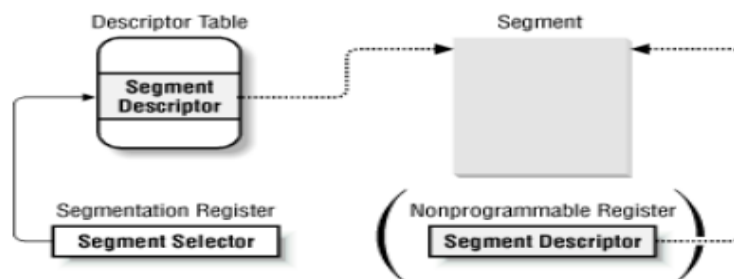 Descriptor Table
Segment
Segment
Descriptor
Segmentation Register
Nonprogrammable Register
Segment Selector
Segment Descriptor